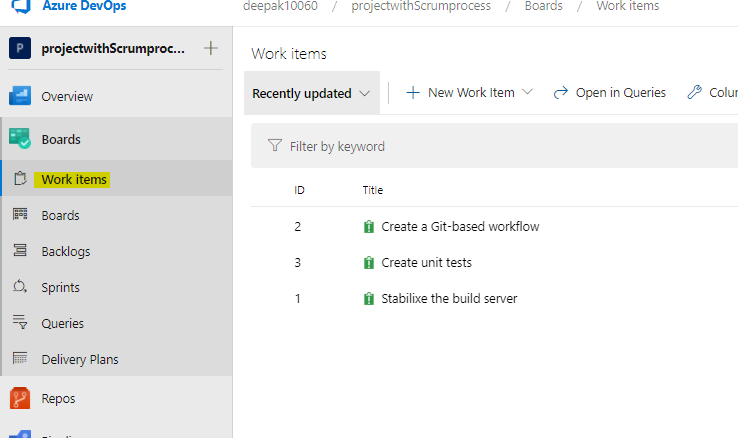 Azure DevOps
deepak10060 / projectwithScrumprocess / Boards / Work items
P projectwithScrumproc... +
Overview
Boards
Work items
Boards
Backlogs
Sprints
Queries
Delivery Plans
Repos
Work items
Recently updated
New Work Item
Open in Queries
Filter by keyword
ID Title
2 Create a Git-based workflow
3 Create unit tests
1 Stabilixe the build server